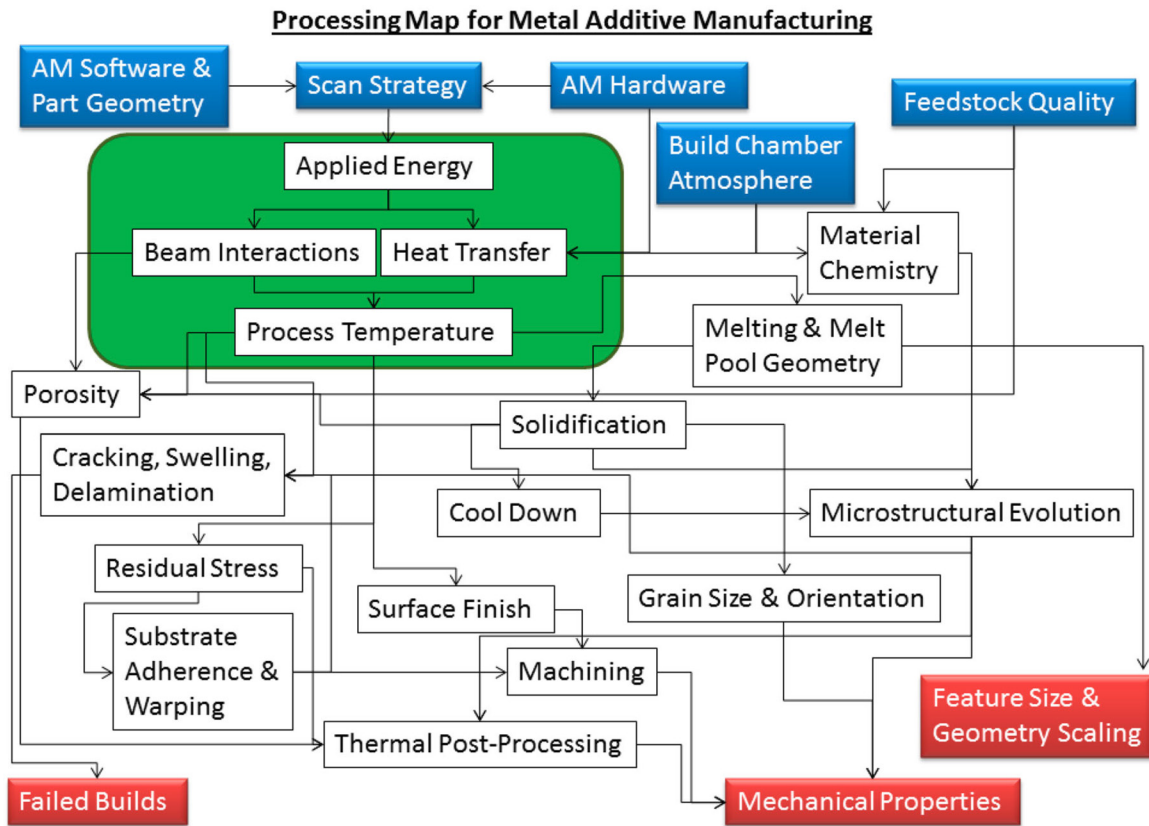 Processing Map for Metal Additive Manufacturing
AM Software &
Part Geometry
Scan Strategy
AM Hardware
Feedstock Quality
Build Chamber
Atmosphere
Applied Energy
Beam Interactions
Heat Transfer
Material
Chemistry
Process Temperature
Melting & Melt
Pool Geometry
Porosity
Solidification
Cracking, Swelling,
Delamination
Cool Down
Microstructural Evolution
Residual Stress
Surface Finish
Grain Size & Orientation
Substrate
Adherence &
Warping
Machining
Feature Size &
Geometry Scaling
Thermal Post-Processing
Failed Builds
Mechanical Properties